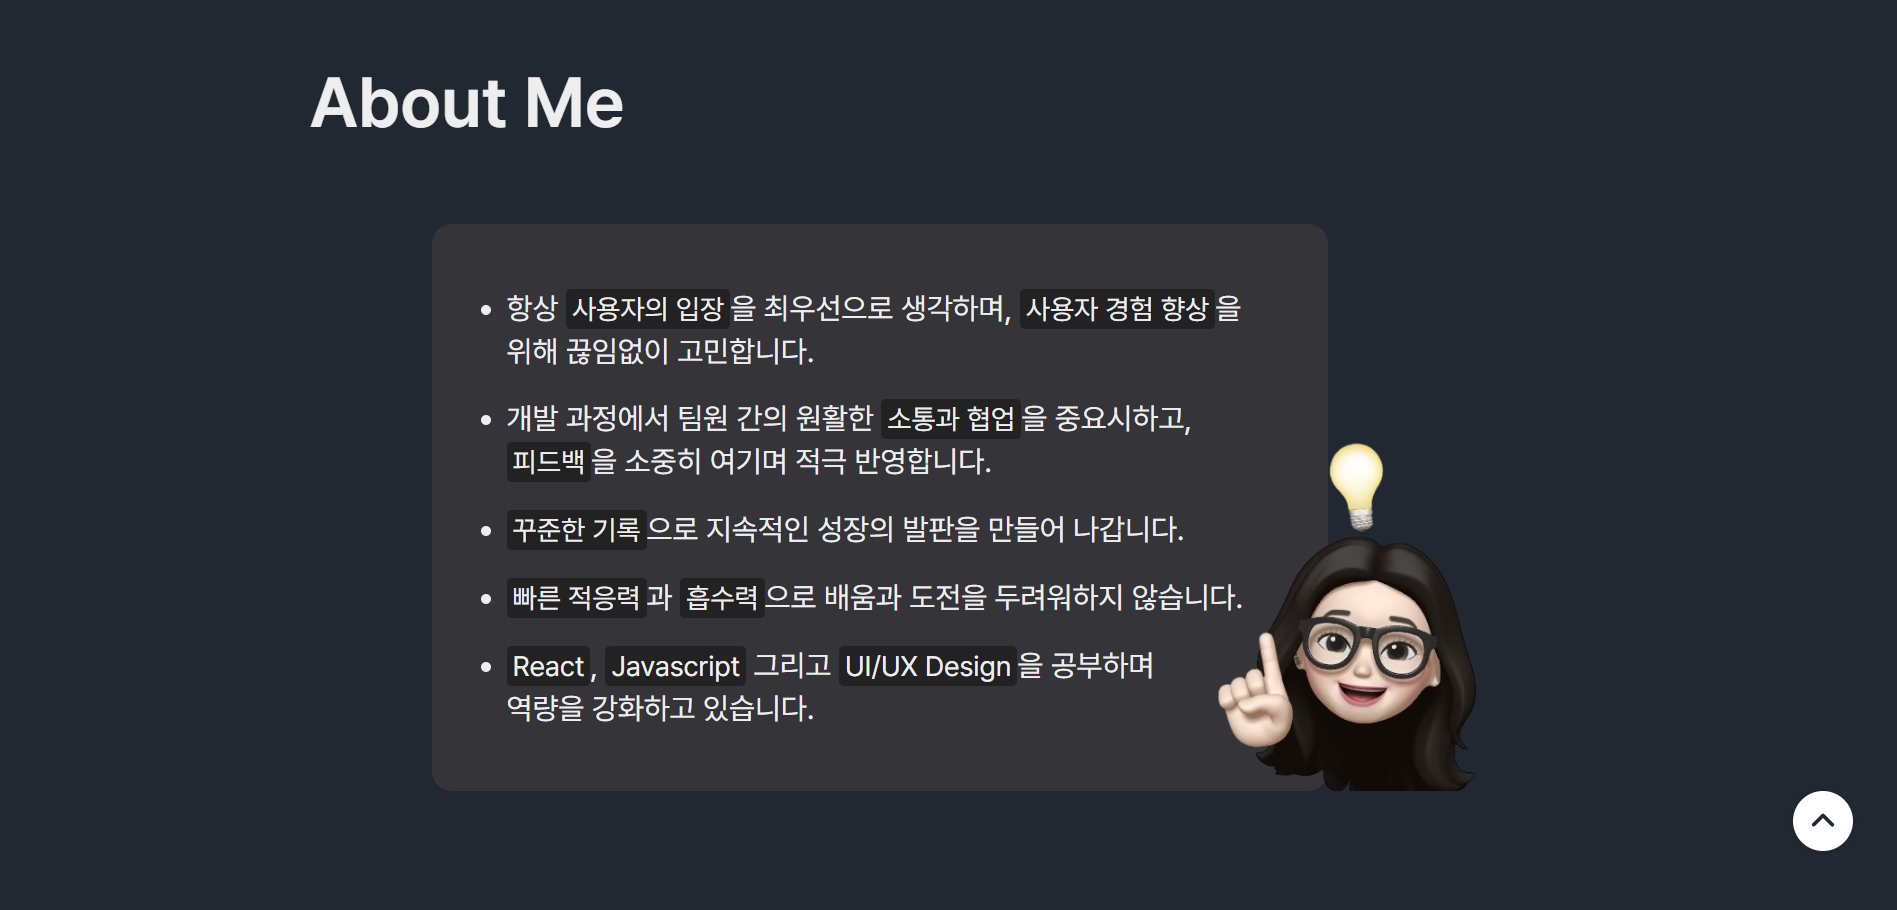 About Me
항상 사용자의 입장을 최우선으로 생각하며, 사용자 경험 향상을
위해 끊임없이 고민합니다.
개발 과정에서 팀원 간의 원활한 소통과 협업을 중요시하고,
피드백을 소중히 여기며 적극 반영합니다.
꾸준한 기록으로 지속적인 성장의 발판을 만들어 나갑니다.
빠른 적응력과 흡수력으로 배움과 도전을 두려워하지 않습니다.
React, Javascript 그리고 UI/UX Design을 공부하며
역량을 강화하고 있습니다.